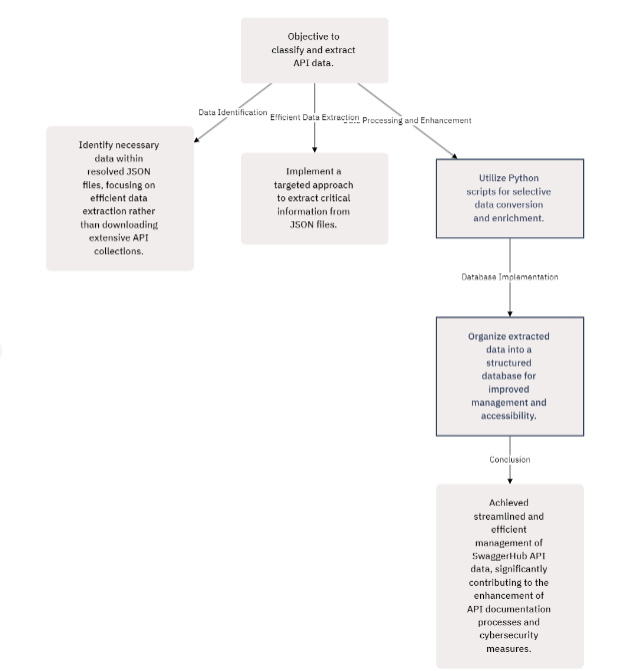 Objective to
classify and extract
API data.
Data Identification
Efficient Data Extraction
Processing and Enhancement
Identify necessary
data within
resolved JSON
files, focusing on
efficient data
extraction rather
than downloading
extensive API
collections.
Implement a
targeted approach
to extract critical
information from
JSON files.
Utilize Python
scripts for selective
data conversion
and enrichment.
Database Implementation
Organize extracted
data into a
structured
database for
improved
management and
accessibility.
Conclusion
Achieved
streamlined and
efficient
management of
SwaggerHub API
data, significantly
contributing to the
enhancement of
API documentation
processes and
cybersecurity
measures.